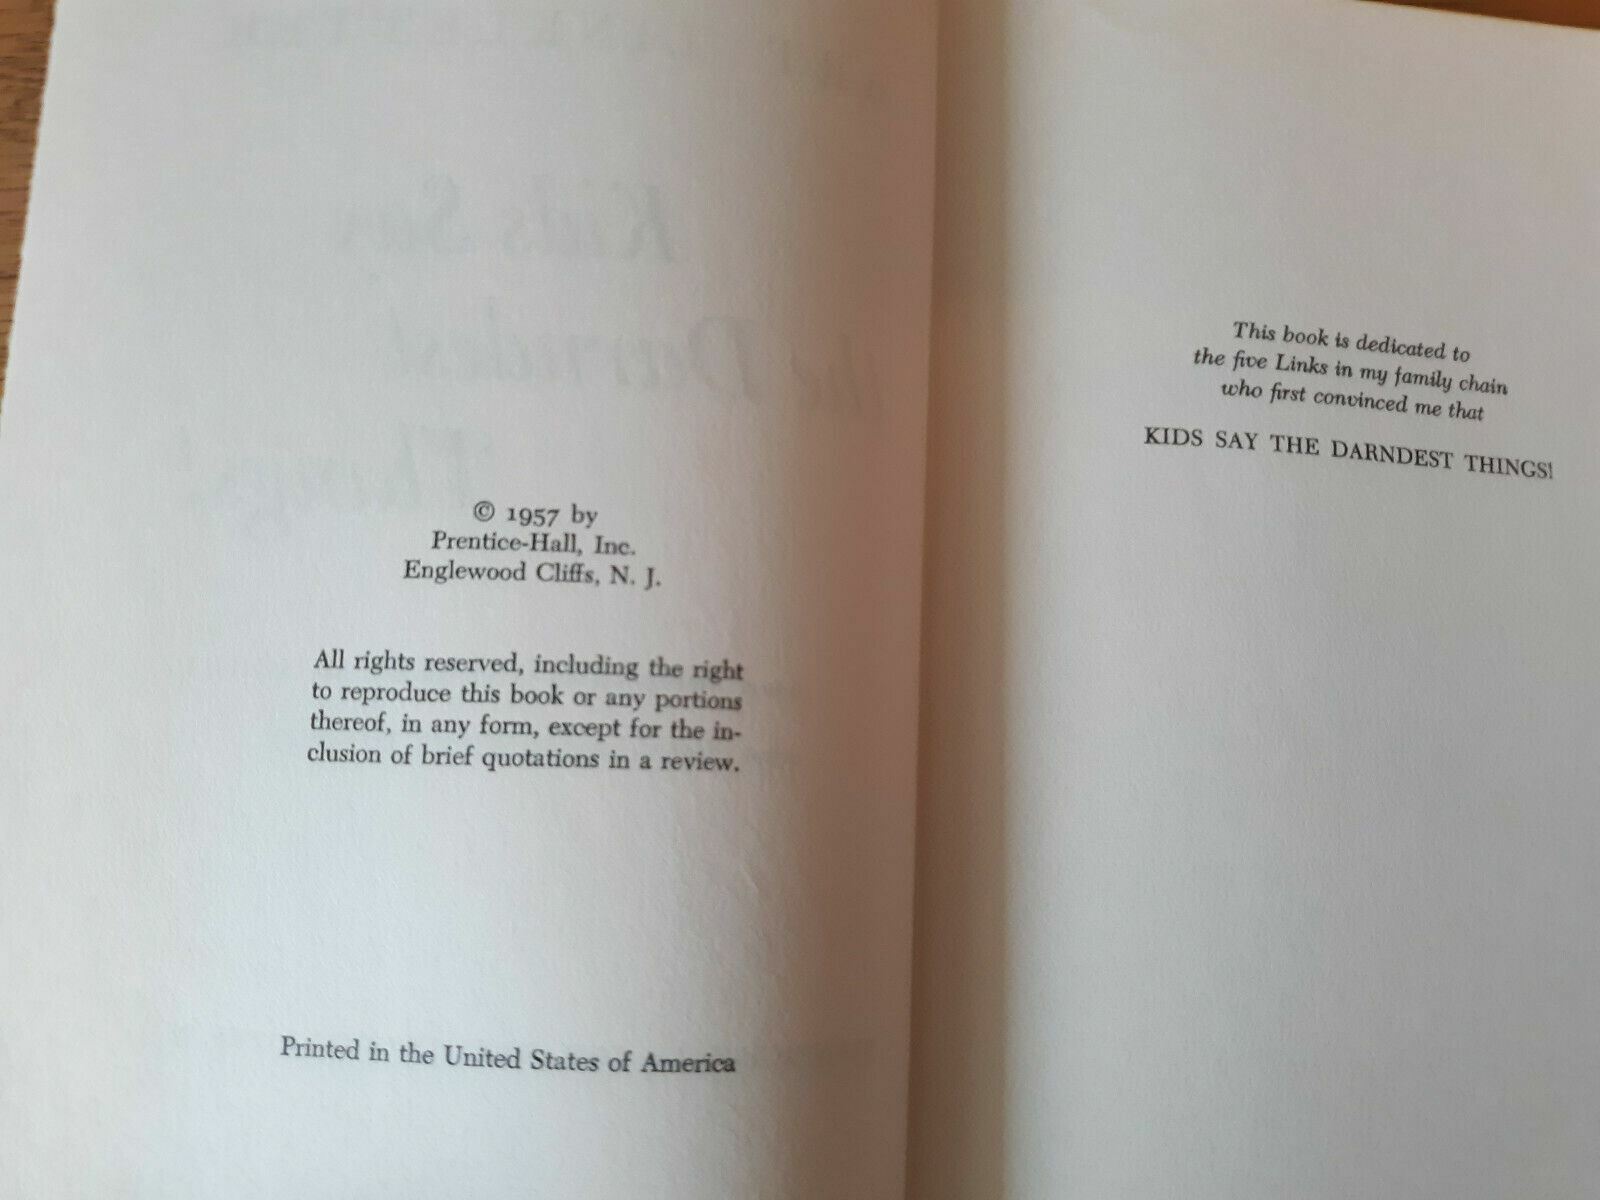 © 1957 by
Prentice-Hall, Inc.
Englewood Cliffs, N. J.
All rights reserved, including the right
to reproduce this book or any portions
thereof, in any form, except for the in-
clusion of brief quotations in a review.
Printed in the United States of America
This book is dedicated to
the five Links in my family chain
who first convinced me that
KIDS SAY THE DARNDEST THINGS!